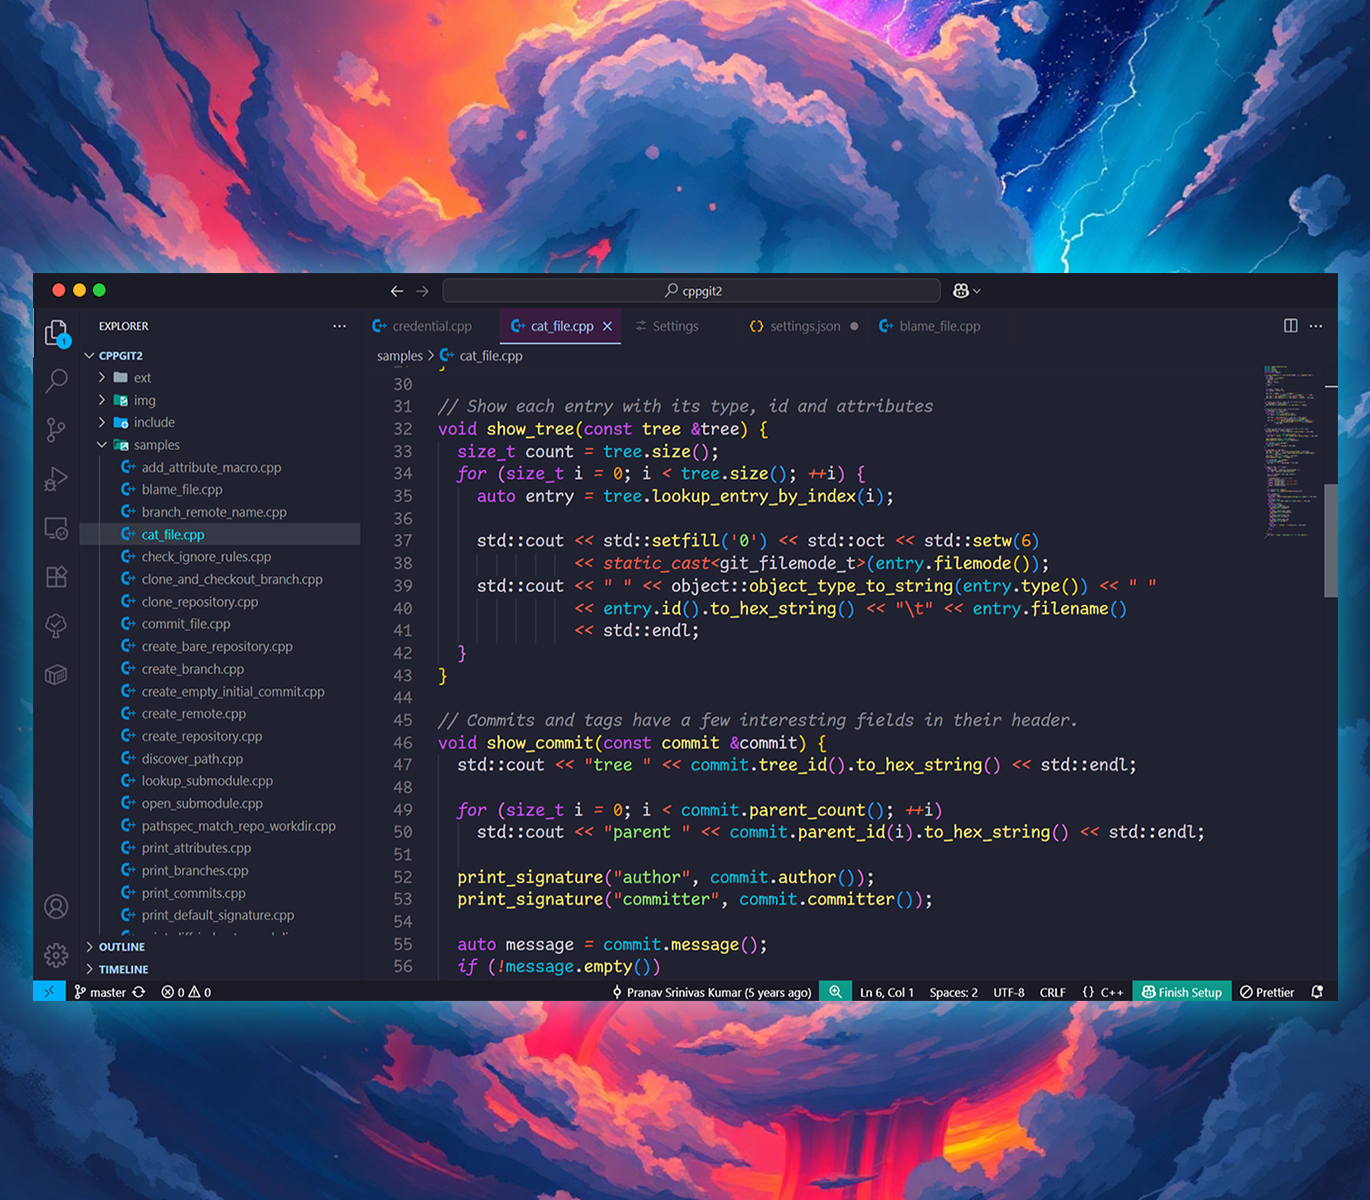 cppgit2
EXPLORER
credential.cpp
cat_file.cpp
Settings
settings.json
blame_file.cpp
samples > cat_file.cpp
CPPGIT2
ext
img
include
samples
add_attribute_macro.cpp
blame_file.cpp
branch_remote_name.cpp
cat_file.cpp
check_ignore_rules.cpp
clone_and_checkout_branch.cpp
clone_repository.cpp
commit_file.cpp
create_bare_repository.cpp
create_branch.cpp
create_empty_initial_commit.cpp
create_remote.cpp
create_repository.cpp
discover_path.cpp
lookup_submodule.cpp
open_submodule.cpp
pathspec_match_repo_workdir.cpp
print_attributes.cpp
print_branches.cpp
print_commits.cpp
print_default_signature.cpp
OUTLINE
TIMELINE
1
30
31 // Show each entry with its type, id and attributes
32 void show_tree(const tree &tree) {
33 size_t count = tree.size();
34 for (size_t i = 0; i < tree.size(); ++i) {
35 auto entry = tree.lookup_entry_by_index(i);
36
37 std::cout << std::setfill('0') << std::oct << std::setw(6)
38 << static_cast<git_filemode_t>(entry.filemode());
39 std::cout << " " << object::object_type_to_string(entry.type()) << " "
40 << entry.id().to_hex_string() << "\t" << entry.filename()
41 << std::endl;
42 }
43 }
44
45 // Commits and tags have a few interesting fields in their header.
46 void show_commit(const commit &commit) {
47 std::cout << "tree " << commit.tree_id().to_hex_string() << std::endl;
48
49 for (size_t i = 0; i < commit.parent_count(); ++i)
50 std::cout << "parent " << commit.parent_id(i).to_hex_string() << std::endl;
51
52 print_signature("author", commit.author());
53 print_signature("committer", commit.committer());
54
55 auto message = commit.message();
56 if (!message.empty())
master
0
0
Pranav Srinivas Kumar (5 years ago)
Ln 6, Col 1
Spaces: 2
UTF-8
CRLF
{} C++
Finish Setup
Prettier